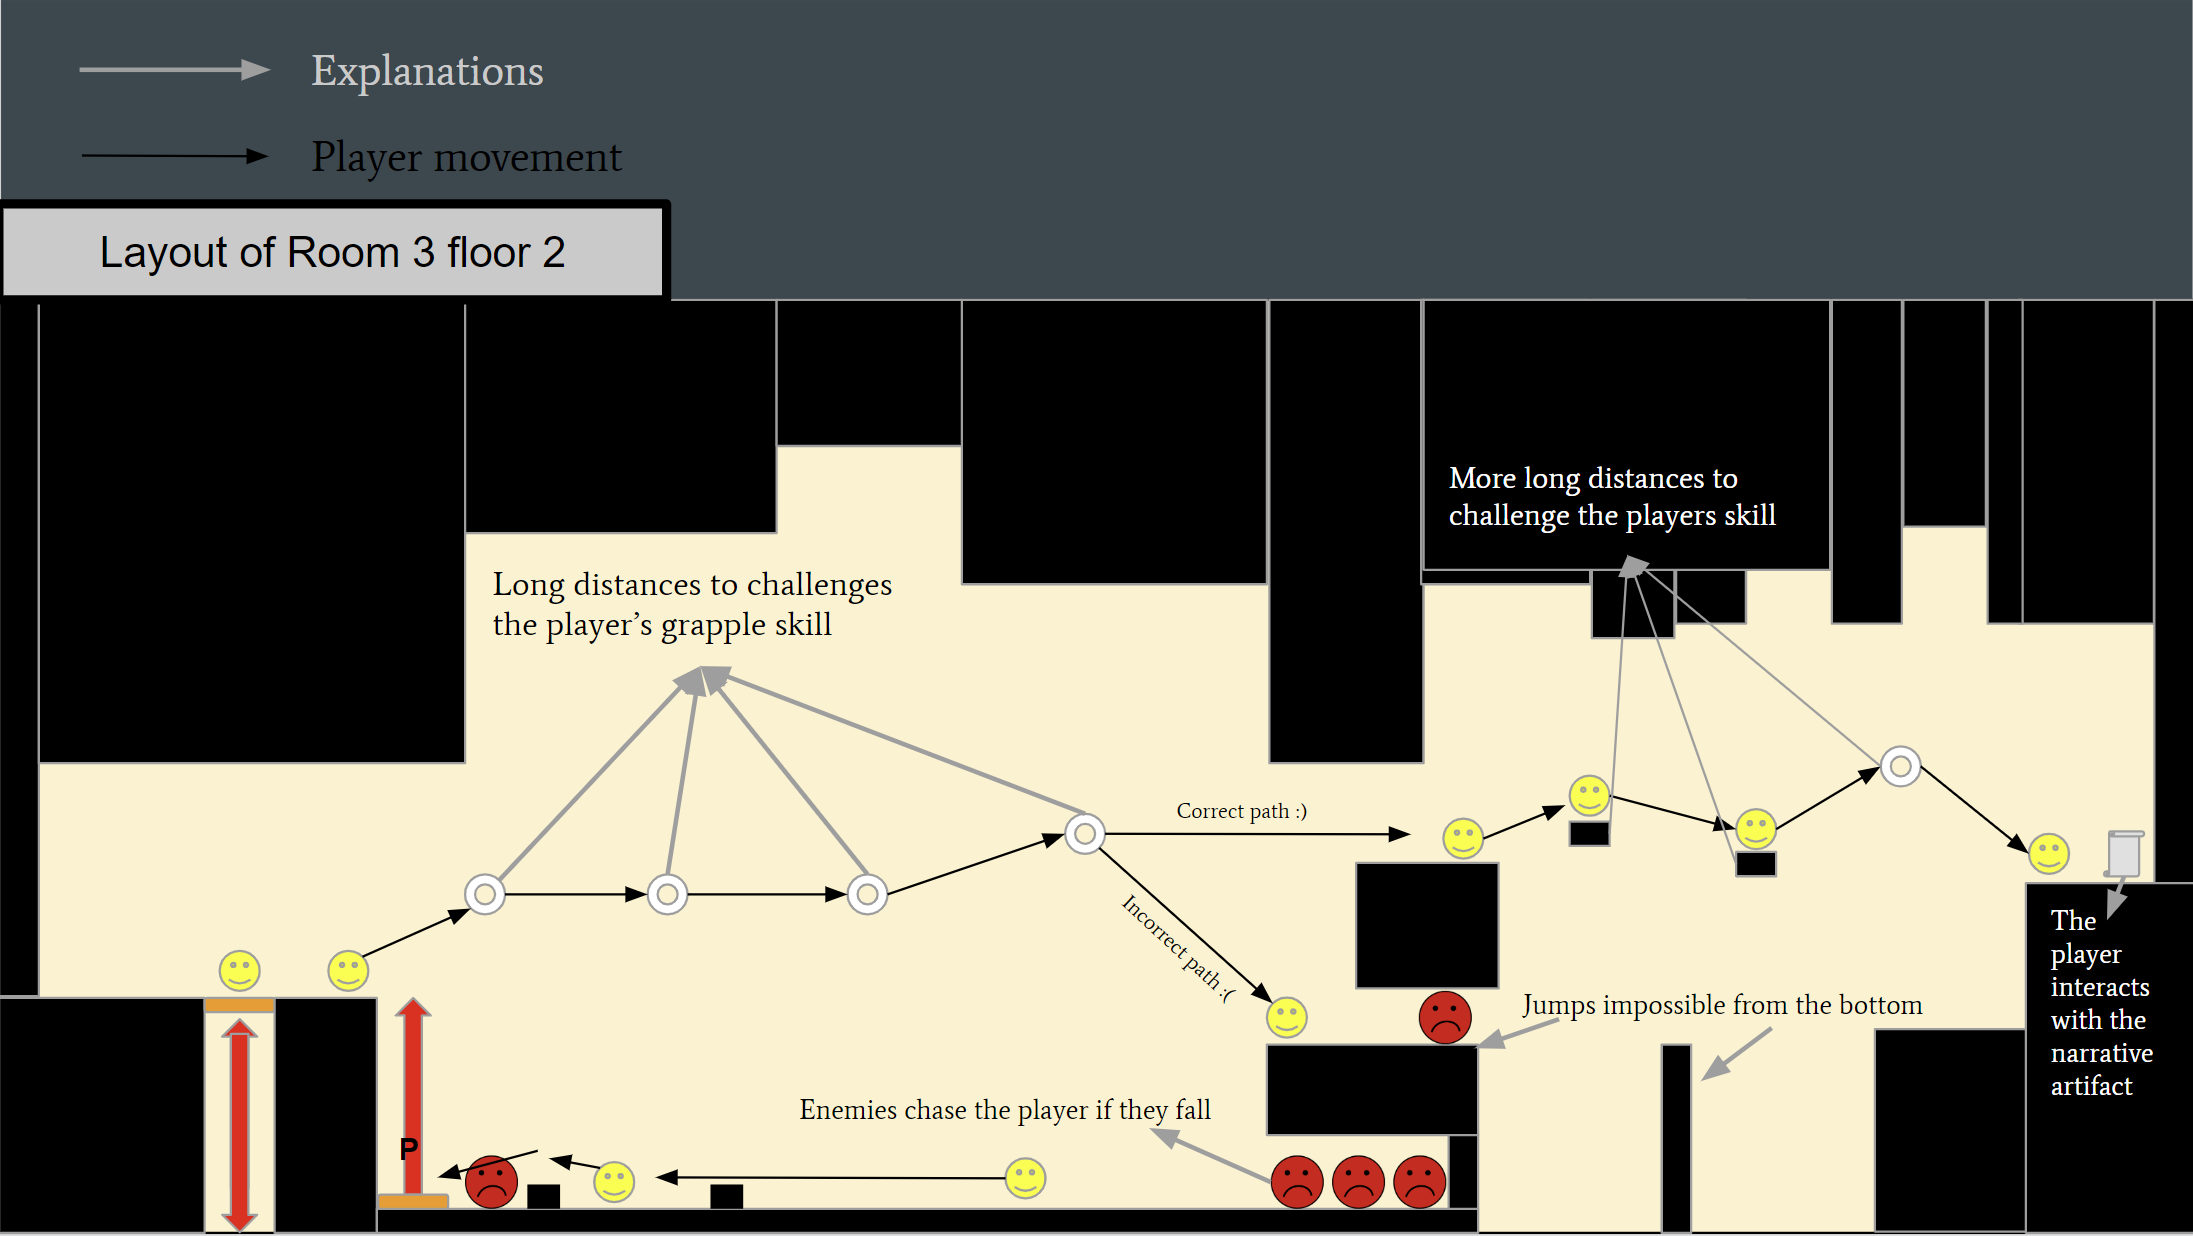 Explanations
Player movement
Layout of Room 3 floor 2
More long distances to
challenge the players skill
Long distances to challenges
the player's grapple skill
Correct path :)
Incorrect path :(
The
player
interacts
with the
narrative
artifact
Jumps impossible from the bottom
Enemies chase the player if they fall
P